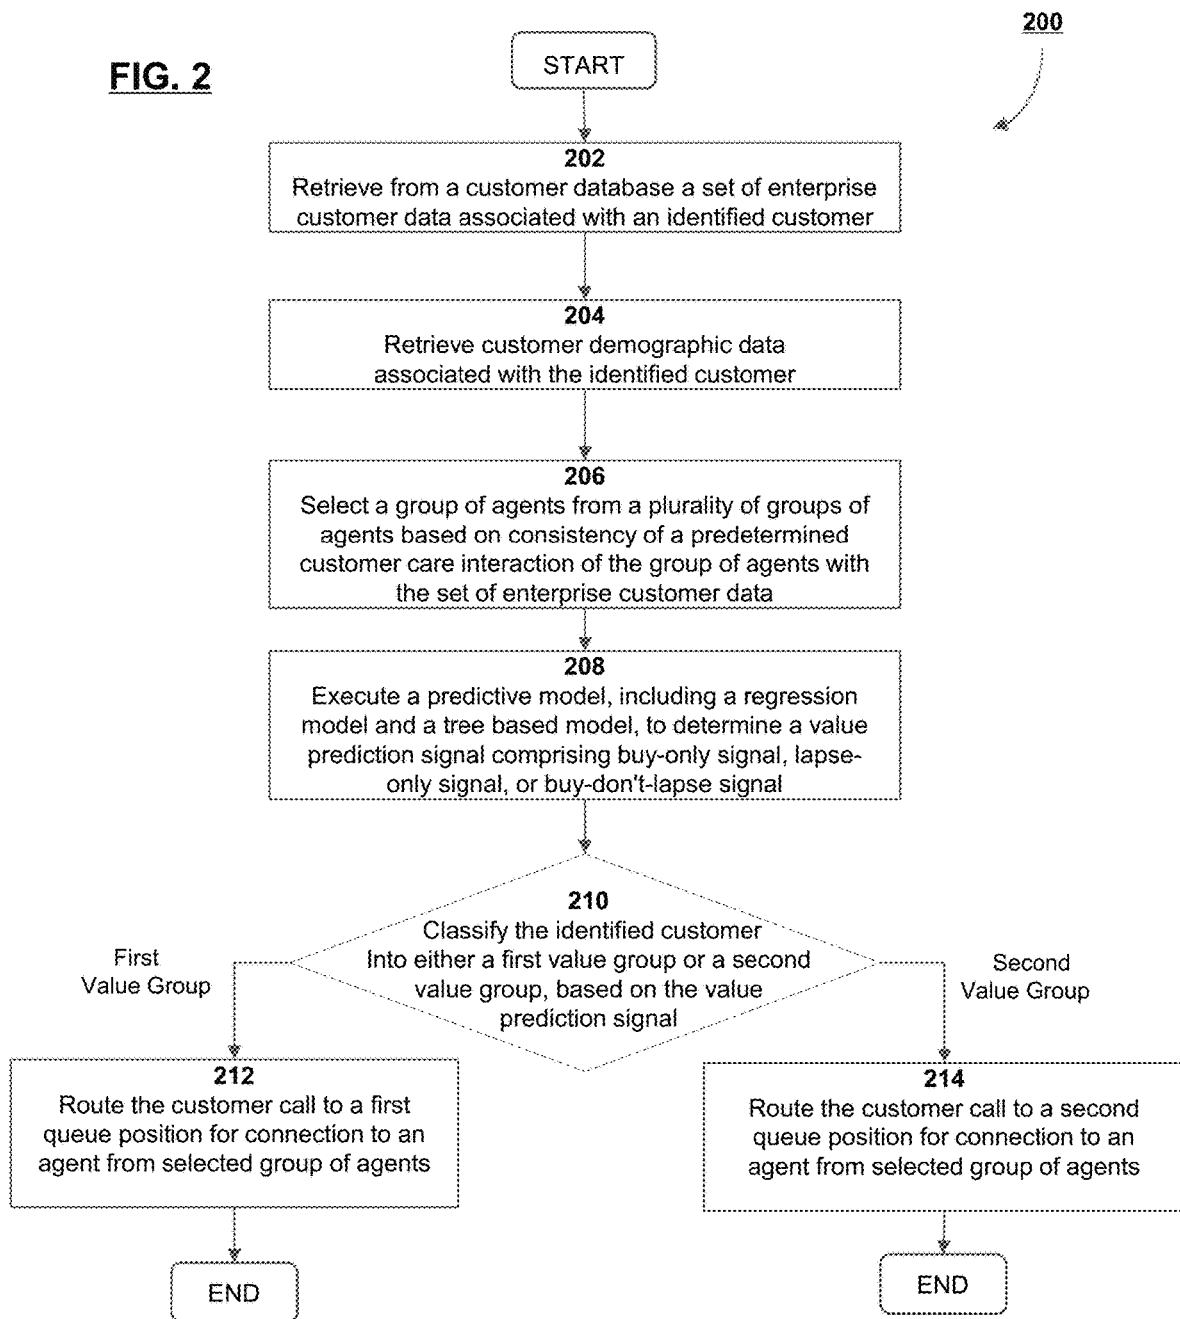 200
FIG. 2
START
202
Retrieve from a customer database a set of enterprise
customer data associated with an identified customer
204
Retrieve customer demographic data
associated with the identified customer
206
Select a group of agents from a plurality of groups of
agents based on consistency of a predetermined
customer care interaction of the group of agents with
the set of enterprise customer data
208
Execute a predictive model, including a regression
model and a tree based model, to determine a value
prediction signal comprising buy-only signal, lapse-
only signal, or buy-don't-lapse signal
210
Classify the identified customer
Into either a first value group or a second
value group, based on the value
prediction signal
First
Value Group
Second
Value Group
212
Route the customer call to a first
queue position for connection to an
agent from selected group of agents
214
Route the customer call to a second
queue position for connection to an
agent from selected group of agents
END
END